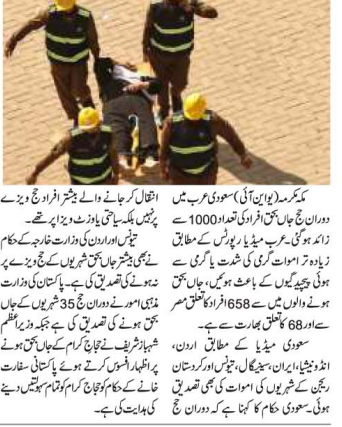 مکہ مکرمہ (یو این آئی) سعودی عرب میں
دوران حج جاں بحق افراد کی تعداد 1000 سے
زائد ہوگئی۔ عرب میڈیا رپورٹس کے مطابق
زیادہ تر اموات گرمی کی شدت یا گرمی سے
ہوئی پیچیدگیوں کے باعث ہوئیں، جاں بحق
ہونے والوں میں سے 658 افراد کا تعلق مصر
سے اور 68 کا تعلق بھارت سے ہے۔
سعودی میڈیا کے مطابق اردن،
انڈونیشیا، ایران، سینیگال، تیونس اور کردستان
ریجن کے شہریوں کی اموات کی بھی تصدیق
ہوئی۔ سعودی حکام کا کہنا ہے کہ دوران حج
انتقال کر جانے والے بیشتر افراد حج ویزے
پر نہیں بلکہ سیاحتی یا وزٹ ویزا پر تھے۔
تیونس اور اردن کی وزارت خارجہ کے حکام
نے بھی بیشتر جاں بحق شہریوں کے حج ویزے پر
نہ ہونے کی تصدیق کی ہے۔ پاکستان کی وزارت
مذہبی امور نے دوران حج 35 شہریوں کے جاں
بحق ہونے کی تصدیق کی ہے جبکہ وزیراعظم
شہباز شریف نے حجاج کرام کے جاں بحق ہونے
پر اظہار افسوس کرتے ہوئے پاکستانی سفارت
خانے کے حکام کو حجاج کرام کو تمام سہولتیں دینے
کی ہدایت کی ہے۔